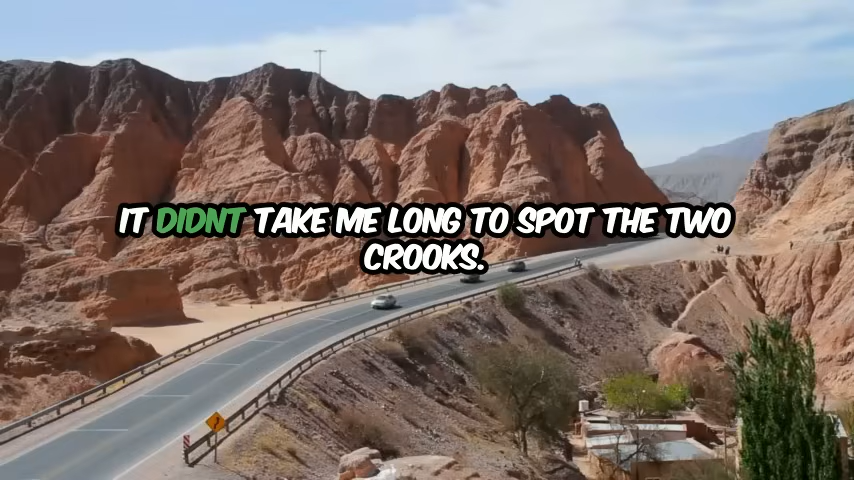 IT DIDNT TAKE ME LONG TO SPOT THE TWO
CROOKS.